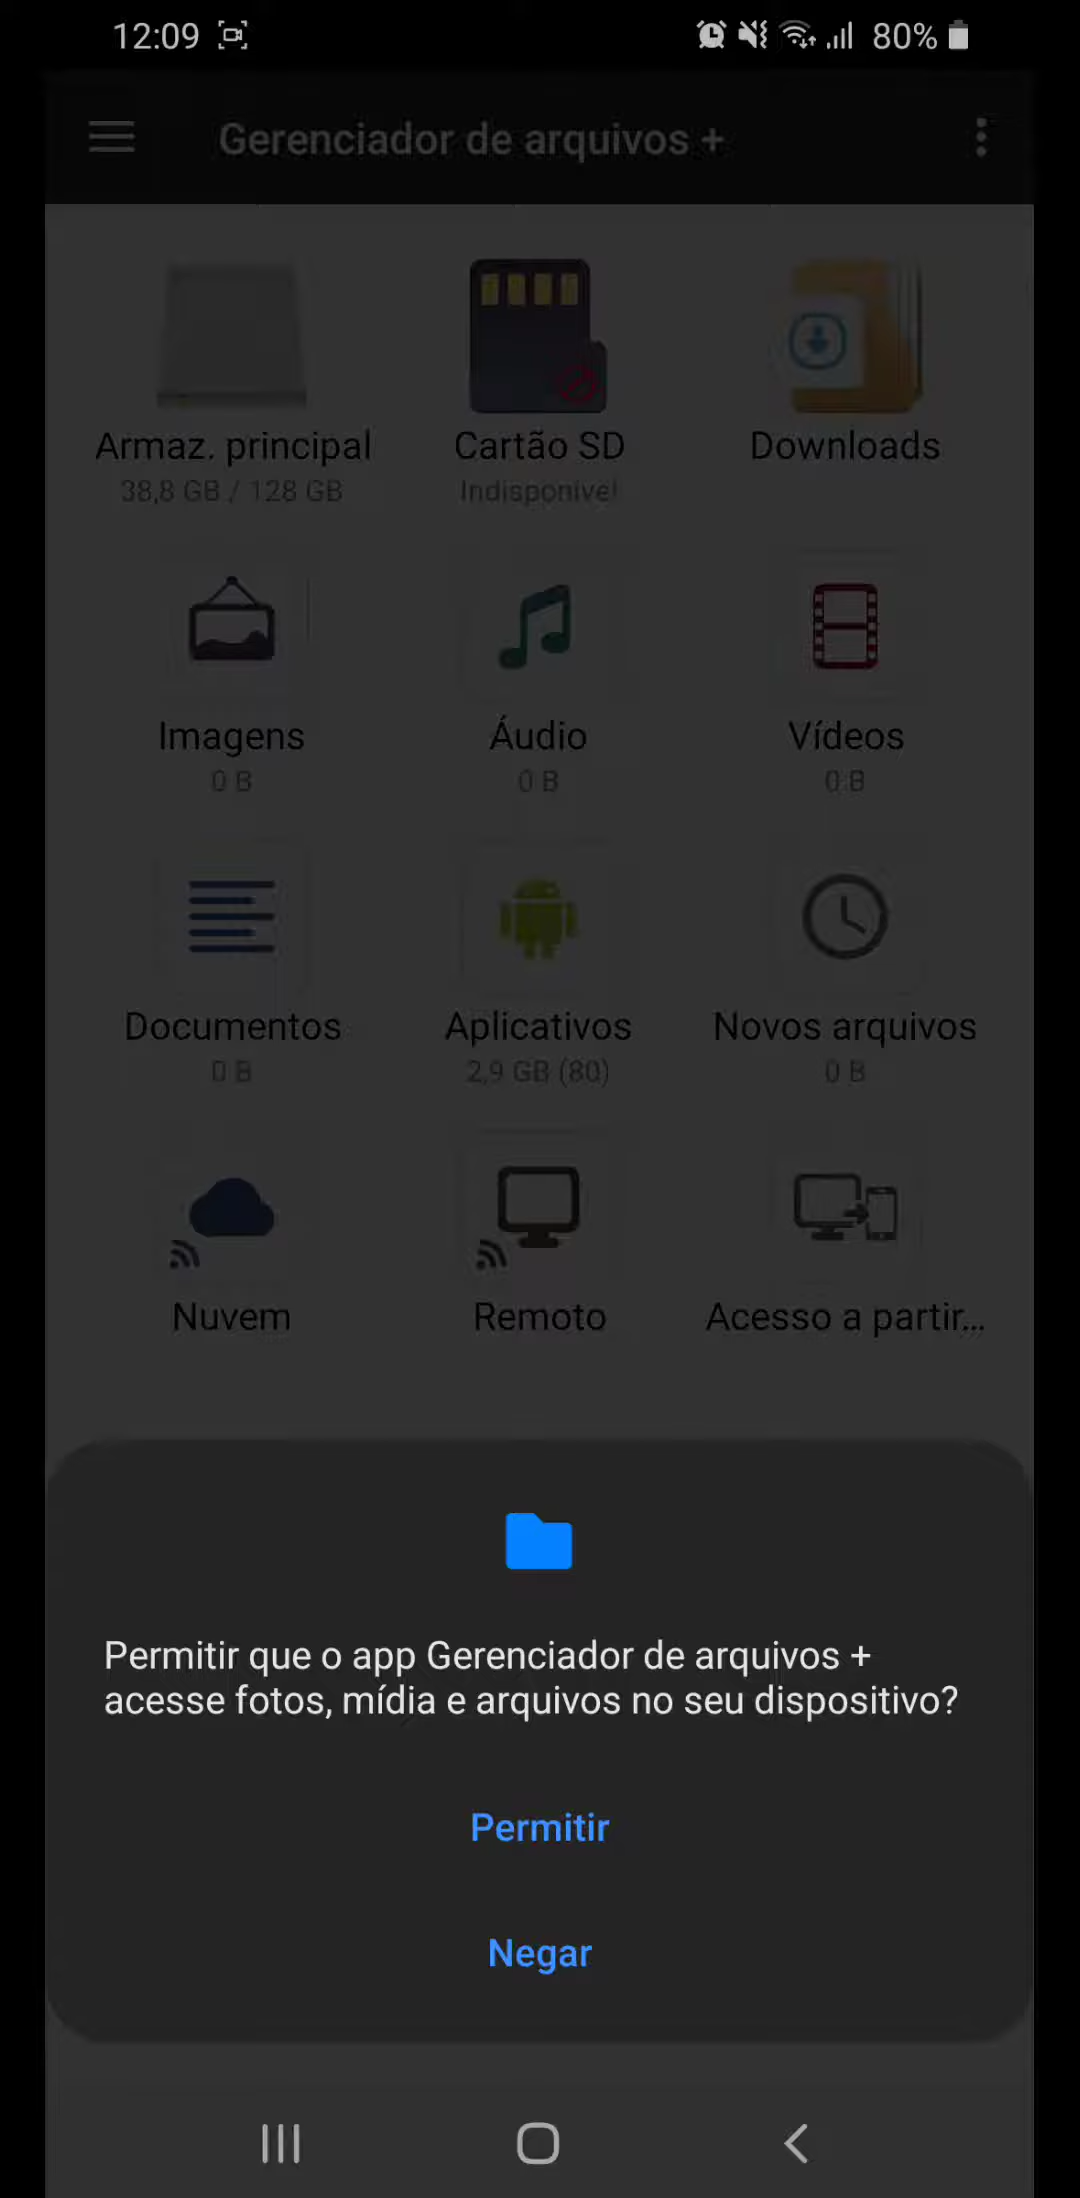 12:09
80%
Gerenciador de arquivos +
Armaz. principal
Cartão SD
Downloads
38,8 GB / 128 GB
Indisponível
Imagens
Áudio
Vídeos
0 B
0 B
0 B
Documentos
Aplicativos
Novos arquivos
0 B
2,9 GB (80)
0 B
Nuvem
Remoto
Acesso a partir...
Permitir que o app Gerenciador de arquivos +
acesse fotos, mídia e arquivos no seu dispositivo?
Permitir
Negar